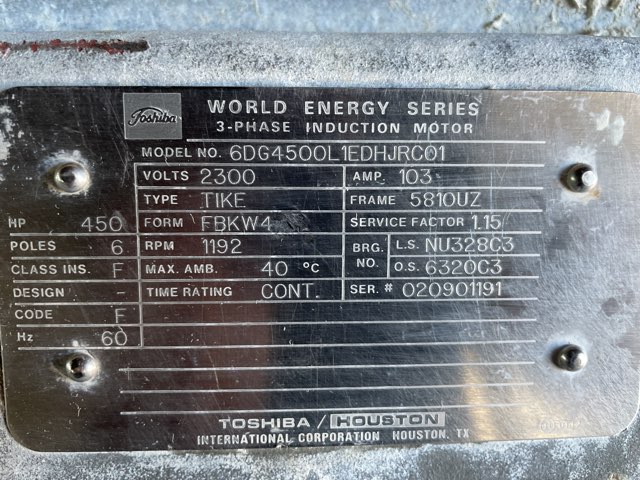 Toshiba
WORLD ENERGY SERIES
3-PHASE INDUCTION MOTOR
MODEL NO. 6DG4500L1EDHJRC01
VOLTS 2300 AMP. 103
TYPE TIKE FRAME 5810UZ
HP 450 FORM FBKW4 SERVICE FACTOR 1.15
POLES 6 RPM 1192 BRG. NO. L.S. NU328C3
CLASS INS. F MAX. AMB. 40 °C O.S. 6320C3
DESIGN - TIME RATING CONT. SER. # 020901191
CODE F
Hz 60
TOSHIBA / HOUSTON
INTERNATIONAL CORPORATION HOUSTON, TX